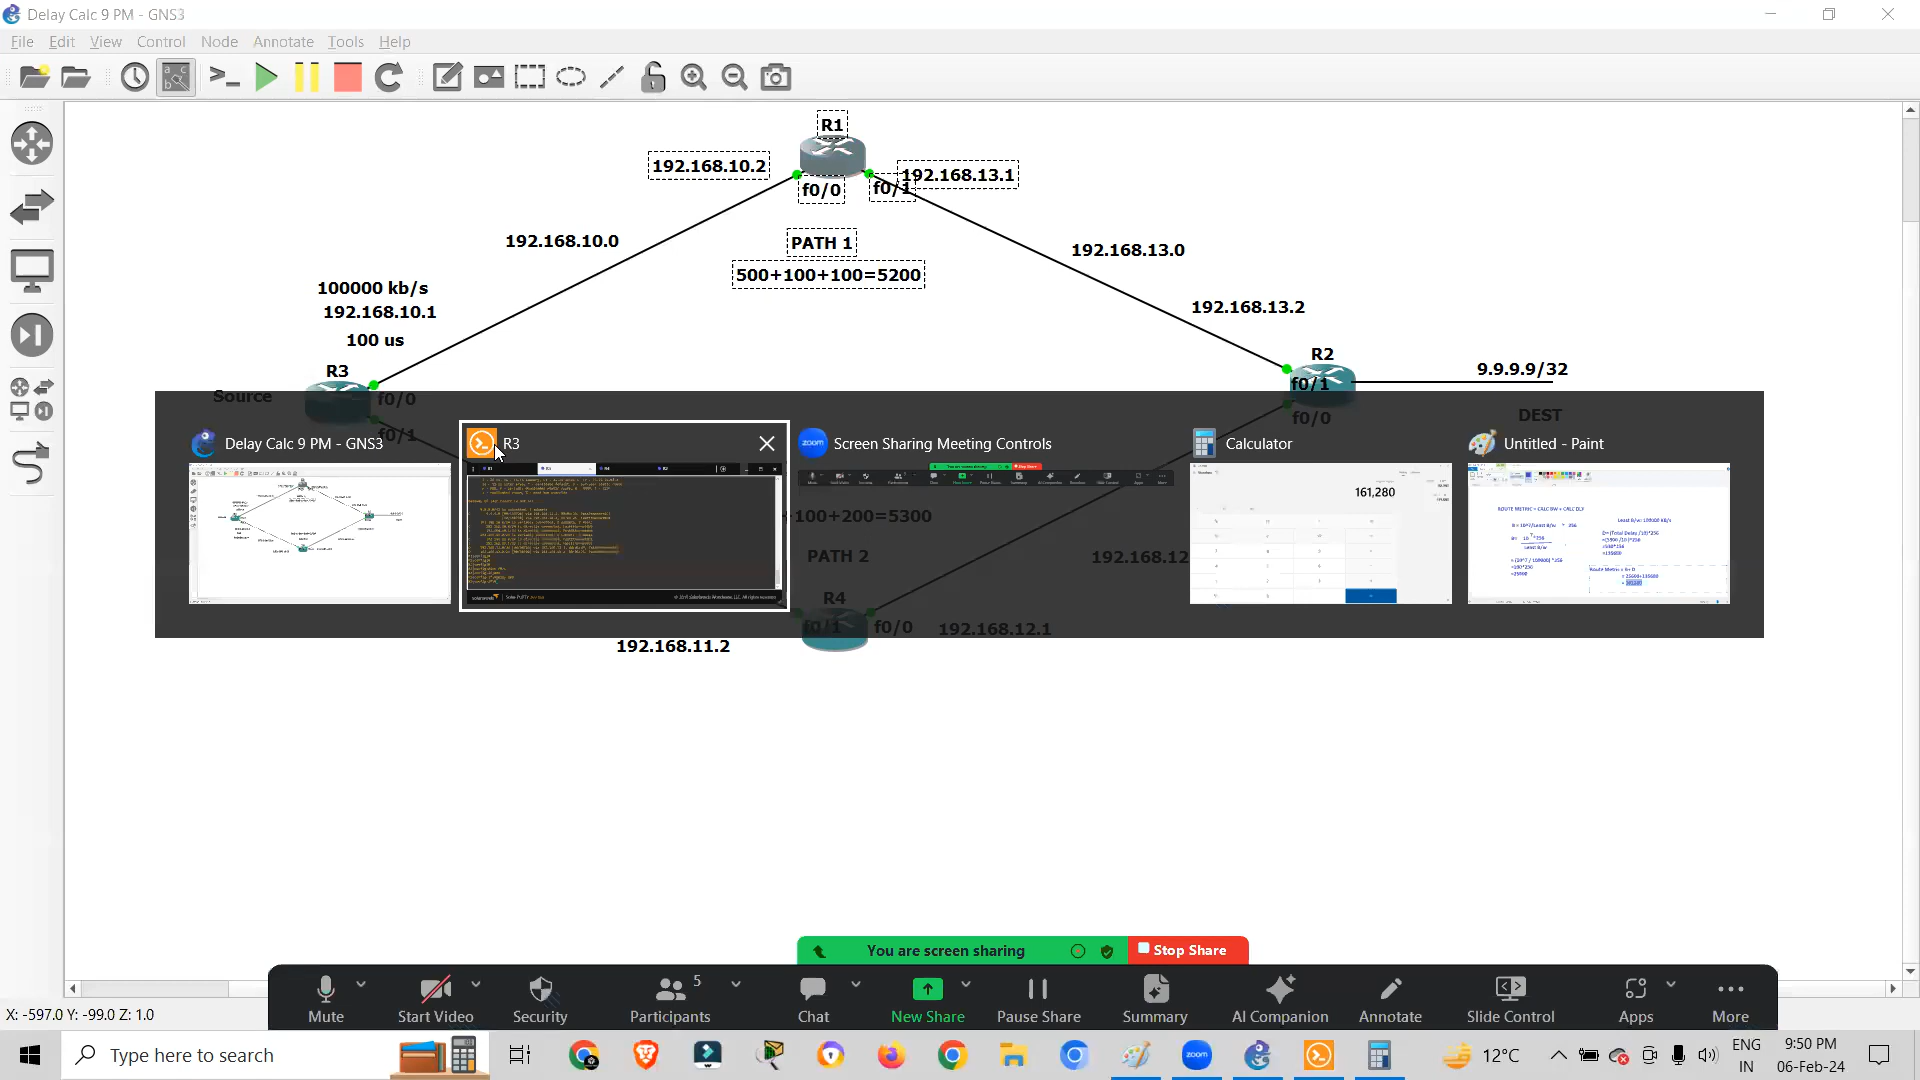 Delay Calc 9 PM - GNS3
File Edit View Control Node Annotate Tools Help
R1
192.168.10.2
192.168.13.1
f0/0
f0/1
192.168.10.0
PATH 1
192.168.13.0
500+100+100=5200
100000 kb/s
192.168.10.1
192.168.13.2
100 us
R3
R2
9.9.9.9/32
Source
f0/0
f0/1
f0/0
f0/1
DEST
Delay Calc 9 PM - GNS3
R3
Screen Sharing Meeting Controls
Calculator
Untitled - Paint
161,280
ROUTE METRIC = CALC BW + CALC DLY
100+200=5300
PATH 2
192.168.12
R4
f0/1
f0/0
192.168.12.1
192.168.11.2
You are screen sharing
Stop Share
Mute
Start Video
Security
Participants
5
Chat
New Share
Pause Share
Summary
AI Companion
Annotate
Slide Control
Apps
More
X: -597.0 Y: -99.0 Z: 1.0
Type here to search
zoom
12°C
ENG
IN
9:50 PM
06-Feb-24